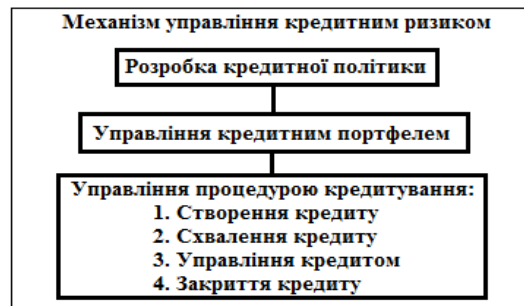 Механізм управління кредитним ризиком
Розробка кредитної політики
Управління кредитним портфелем
Управління процедурою кредитування:
1. Створення кредиту
2. Схвалення кредиту
3. Управління кредитом
4. Закриття кредиту